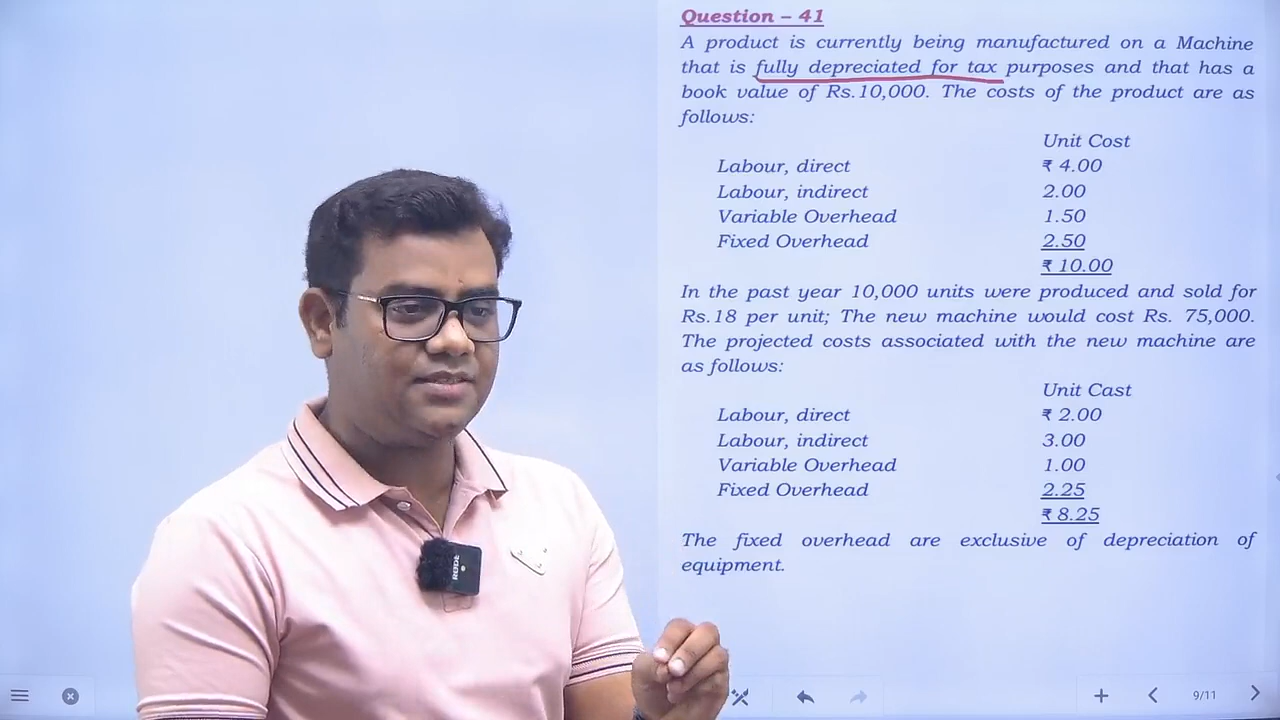 Question – 41
A product is currently being manufactured on a Machine
that is fully depreciated for tax purposes and that has a
book value of Rs.10,000. The costs of the product are as
follows:
Unit Cost
Labour, direct ₹ 4.00
Labour, indirect 2.00
Variable Overhead 1.50
Fixed Overhead 2.50
₹ 10.00
In the past year 10,000 units were produced and sold for
Rs.18 per unit; The new machine would cost Rs. 75,000.
The projected costs associated with the new machine are
as follows:
Unit Cast
Labour, direct ₹ 2.00
Labour, indirect 3.00
Variable Overhead 1.00
Fixed Overhead 2.25
₹ 8.25
The fixed overhead are exclusive of depreciation of
equipment.
RØDE
9/11